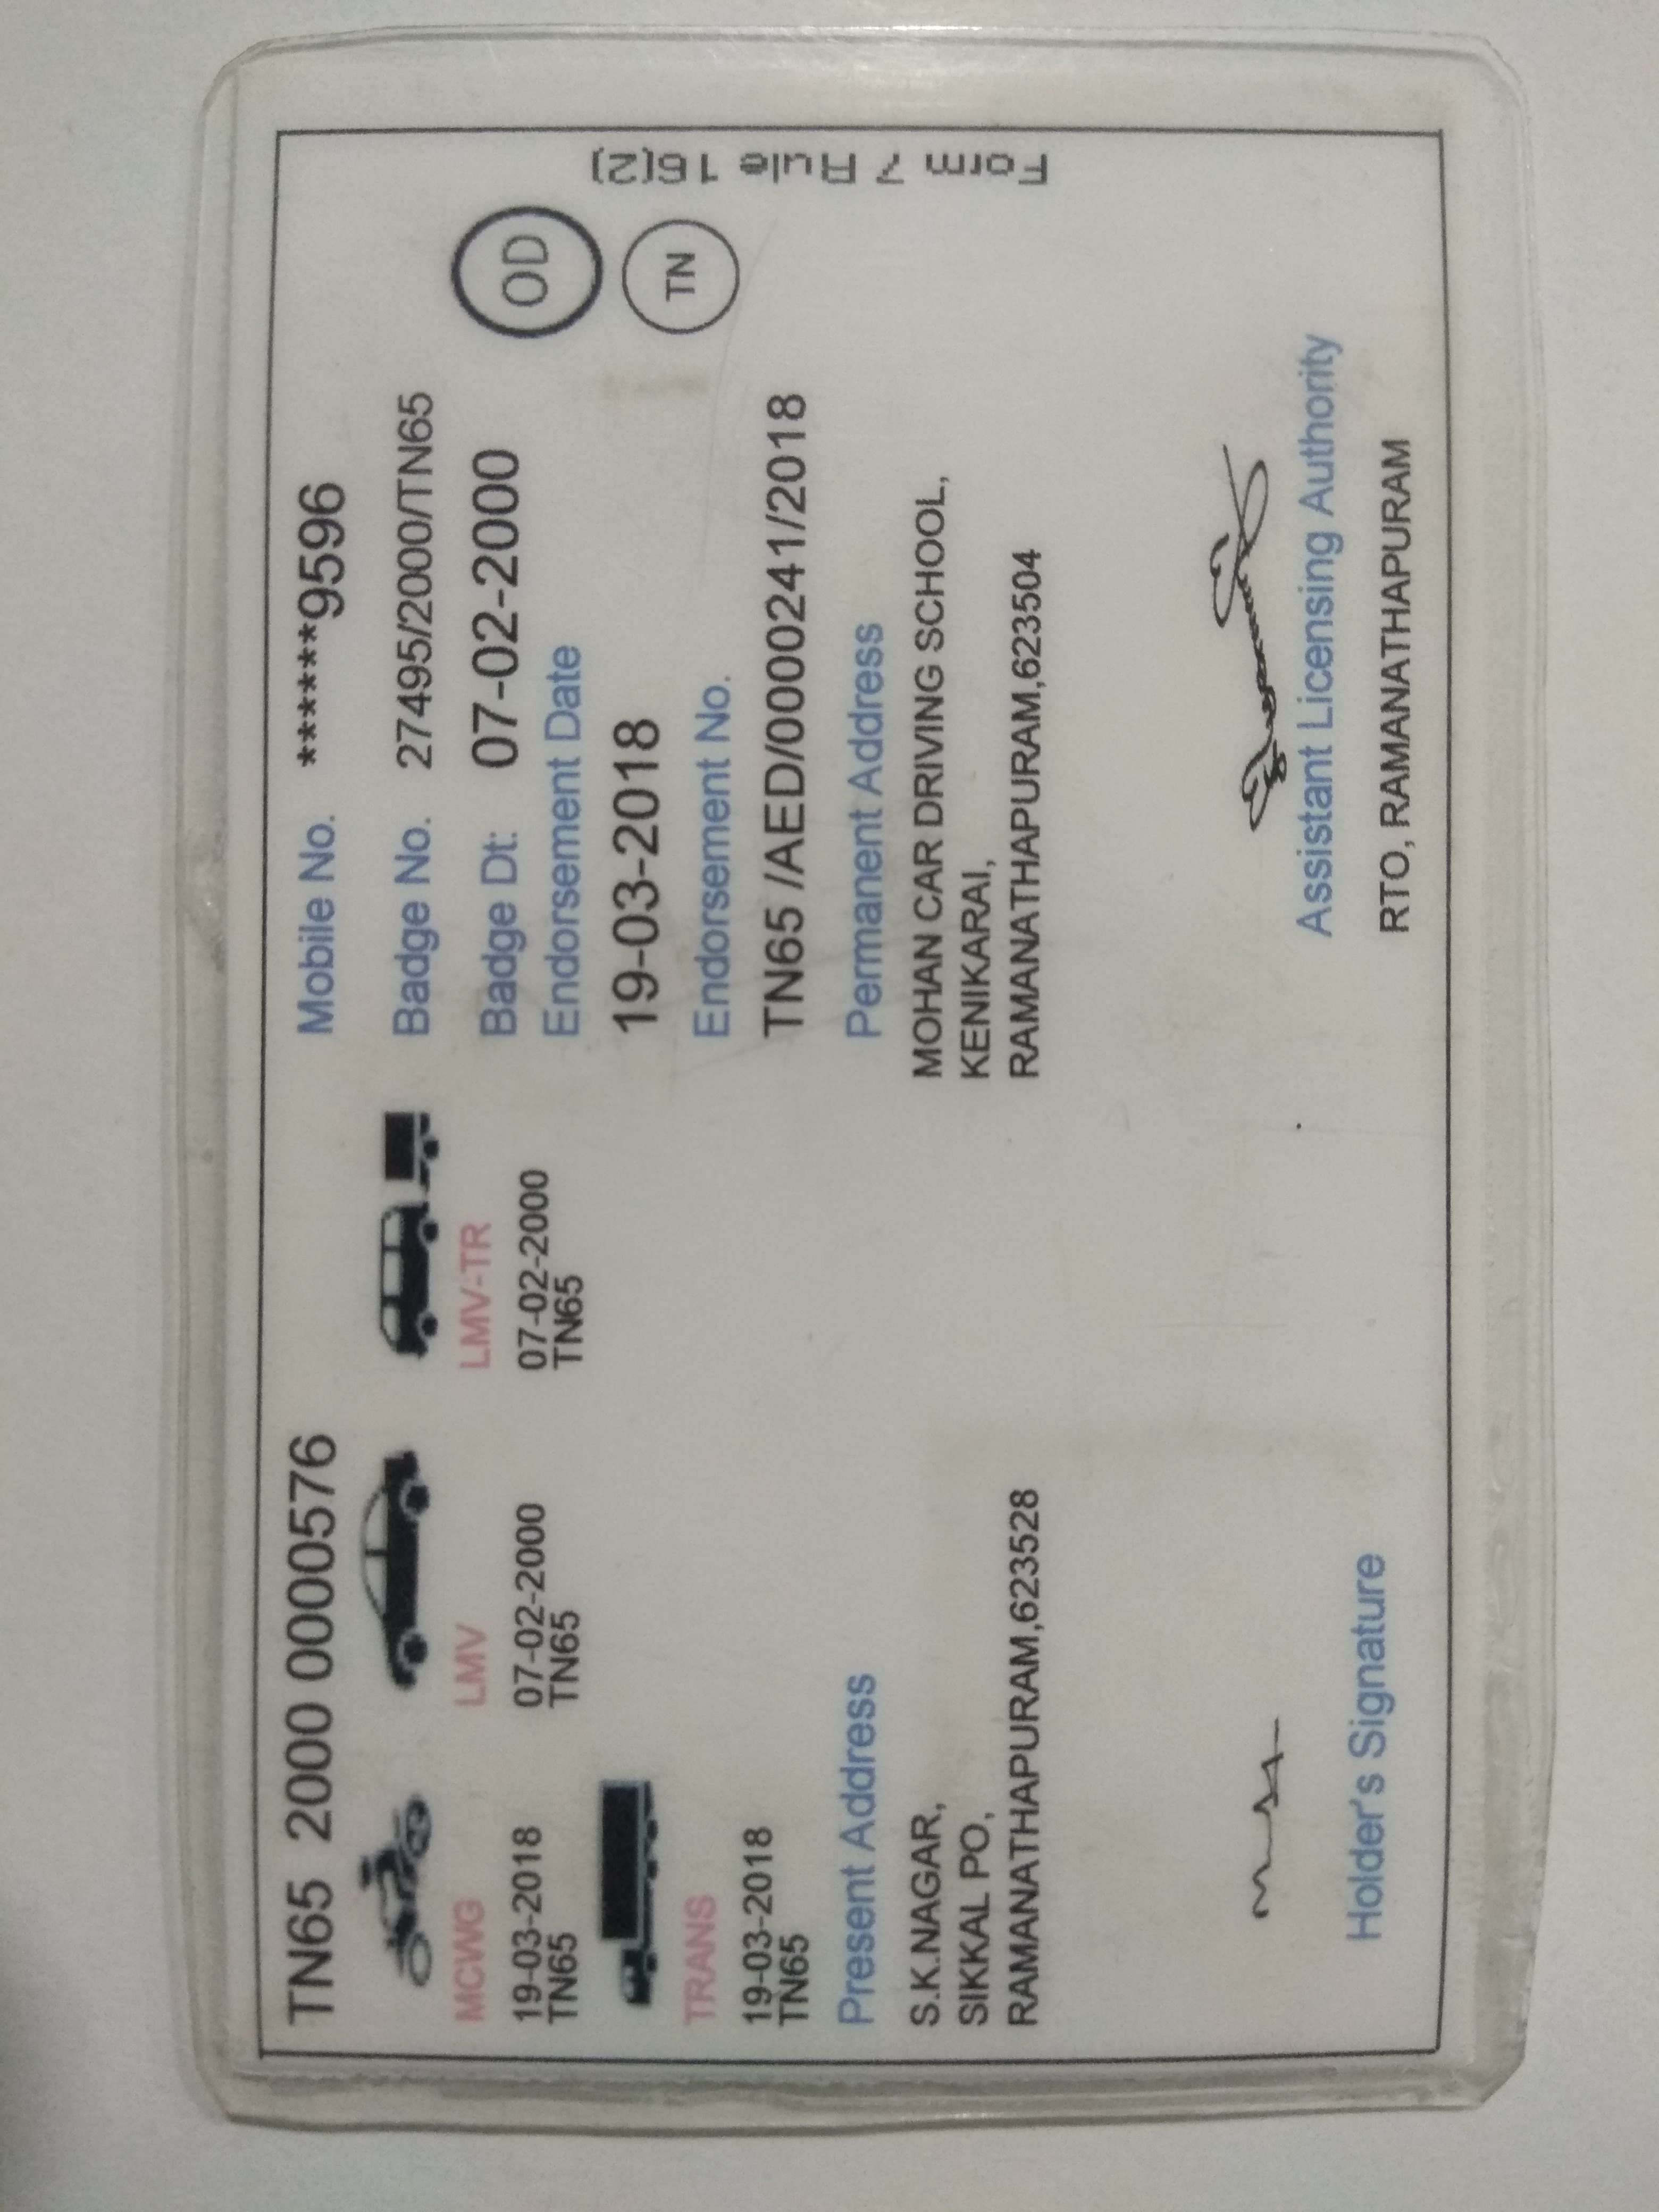 TN65 2000 0000576
MCWG
19-03-2018
TN65
LMV
07-02-2000
TN65
LMV-TR
07-02-2000
TN65
TRANS
19-03-2018
TN65
Mobile No. ******9596
Badge No. 27495/2000/TN65
Badge Dt: 07-02-2000
Endorsement Date
19-03-2018
Endorsement No.
TN65 /AED/0000241/2018
OD
TN
Form 7 Rule 16(2)
Present Address
S.K.NAGAR,
SIKKAL PO,
RAMANATHAPURAM,623528
Permanent Address
MOHAN CAR DRIVING SCHOOL,
KENIKARAI,
RAMANATHAPURAM,623504
Holder's Signature
Assistant Licensing Authority
RTO, RAMANATHAPURAM